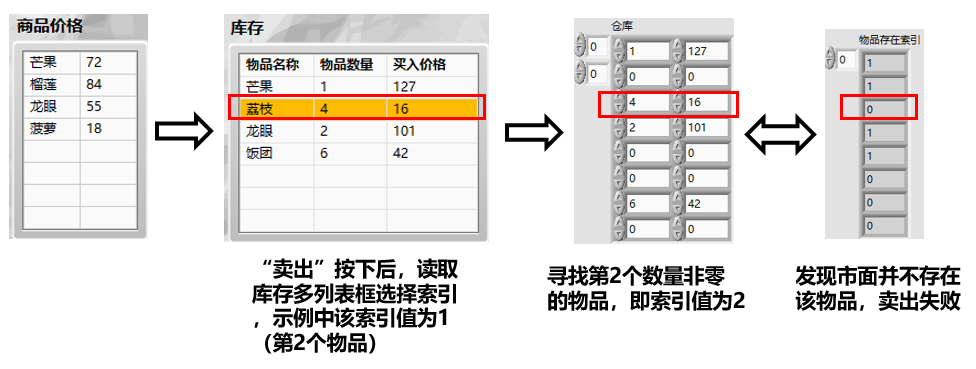 商品价格
芒果 72
榴莲 84
龙眼 55
菠萝 18
库存
物品名称 物品数量 买入价格
芒果 1 127
荔枝 4 16
龙眼 2 101
饭团 6 42
仓库
0
0
1 127
0 0
4 16
2 101
0 0
0 0
6 42
0 0
物品存在索引
0
1
1
0
1
1
0
0
0
“卖出”按下后，读取
库存多列表框选择索引
，示例中该索引值为1
（第2个物品）
寻找第2个数量非零
的物品，即索引值为2
发现市面并不存在
该物品，卖出失败